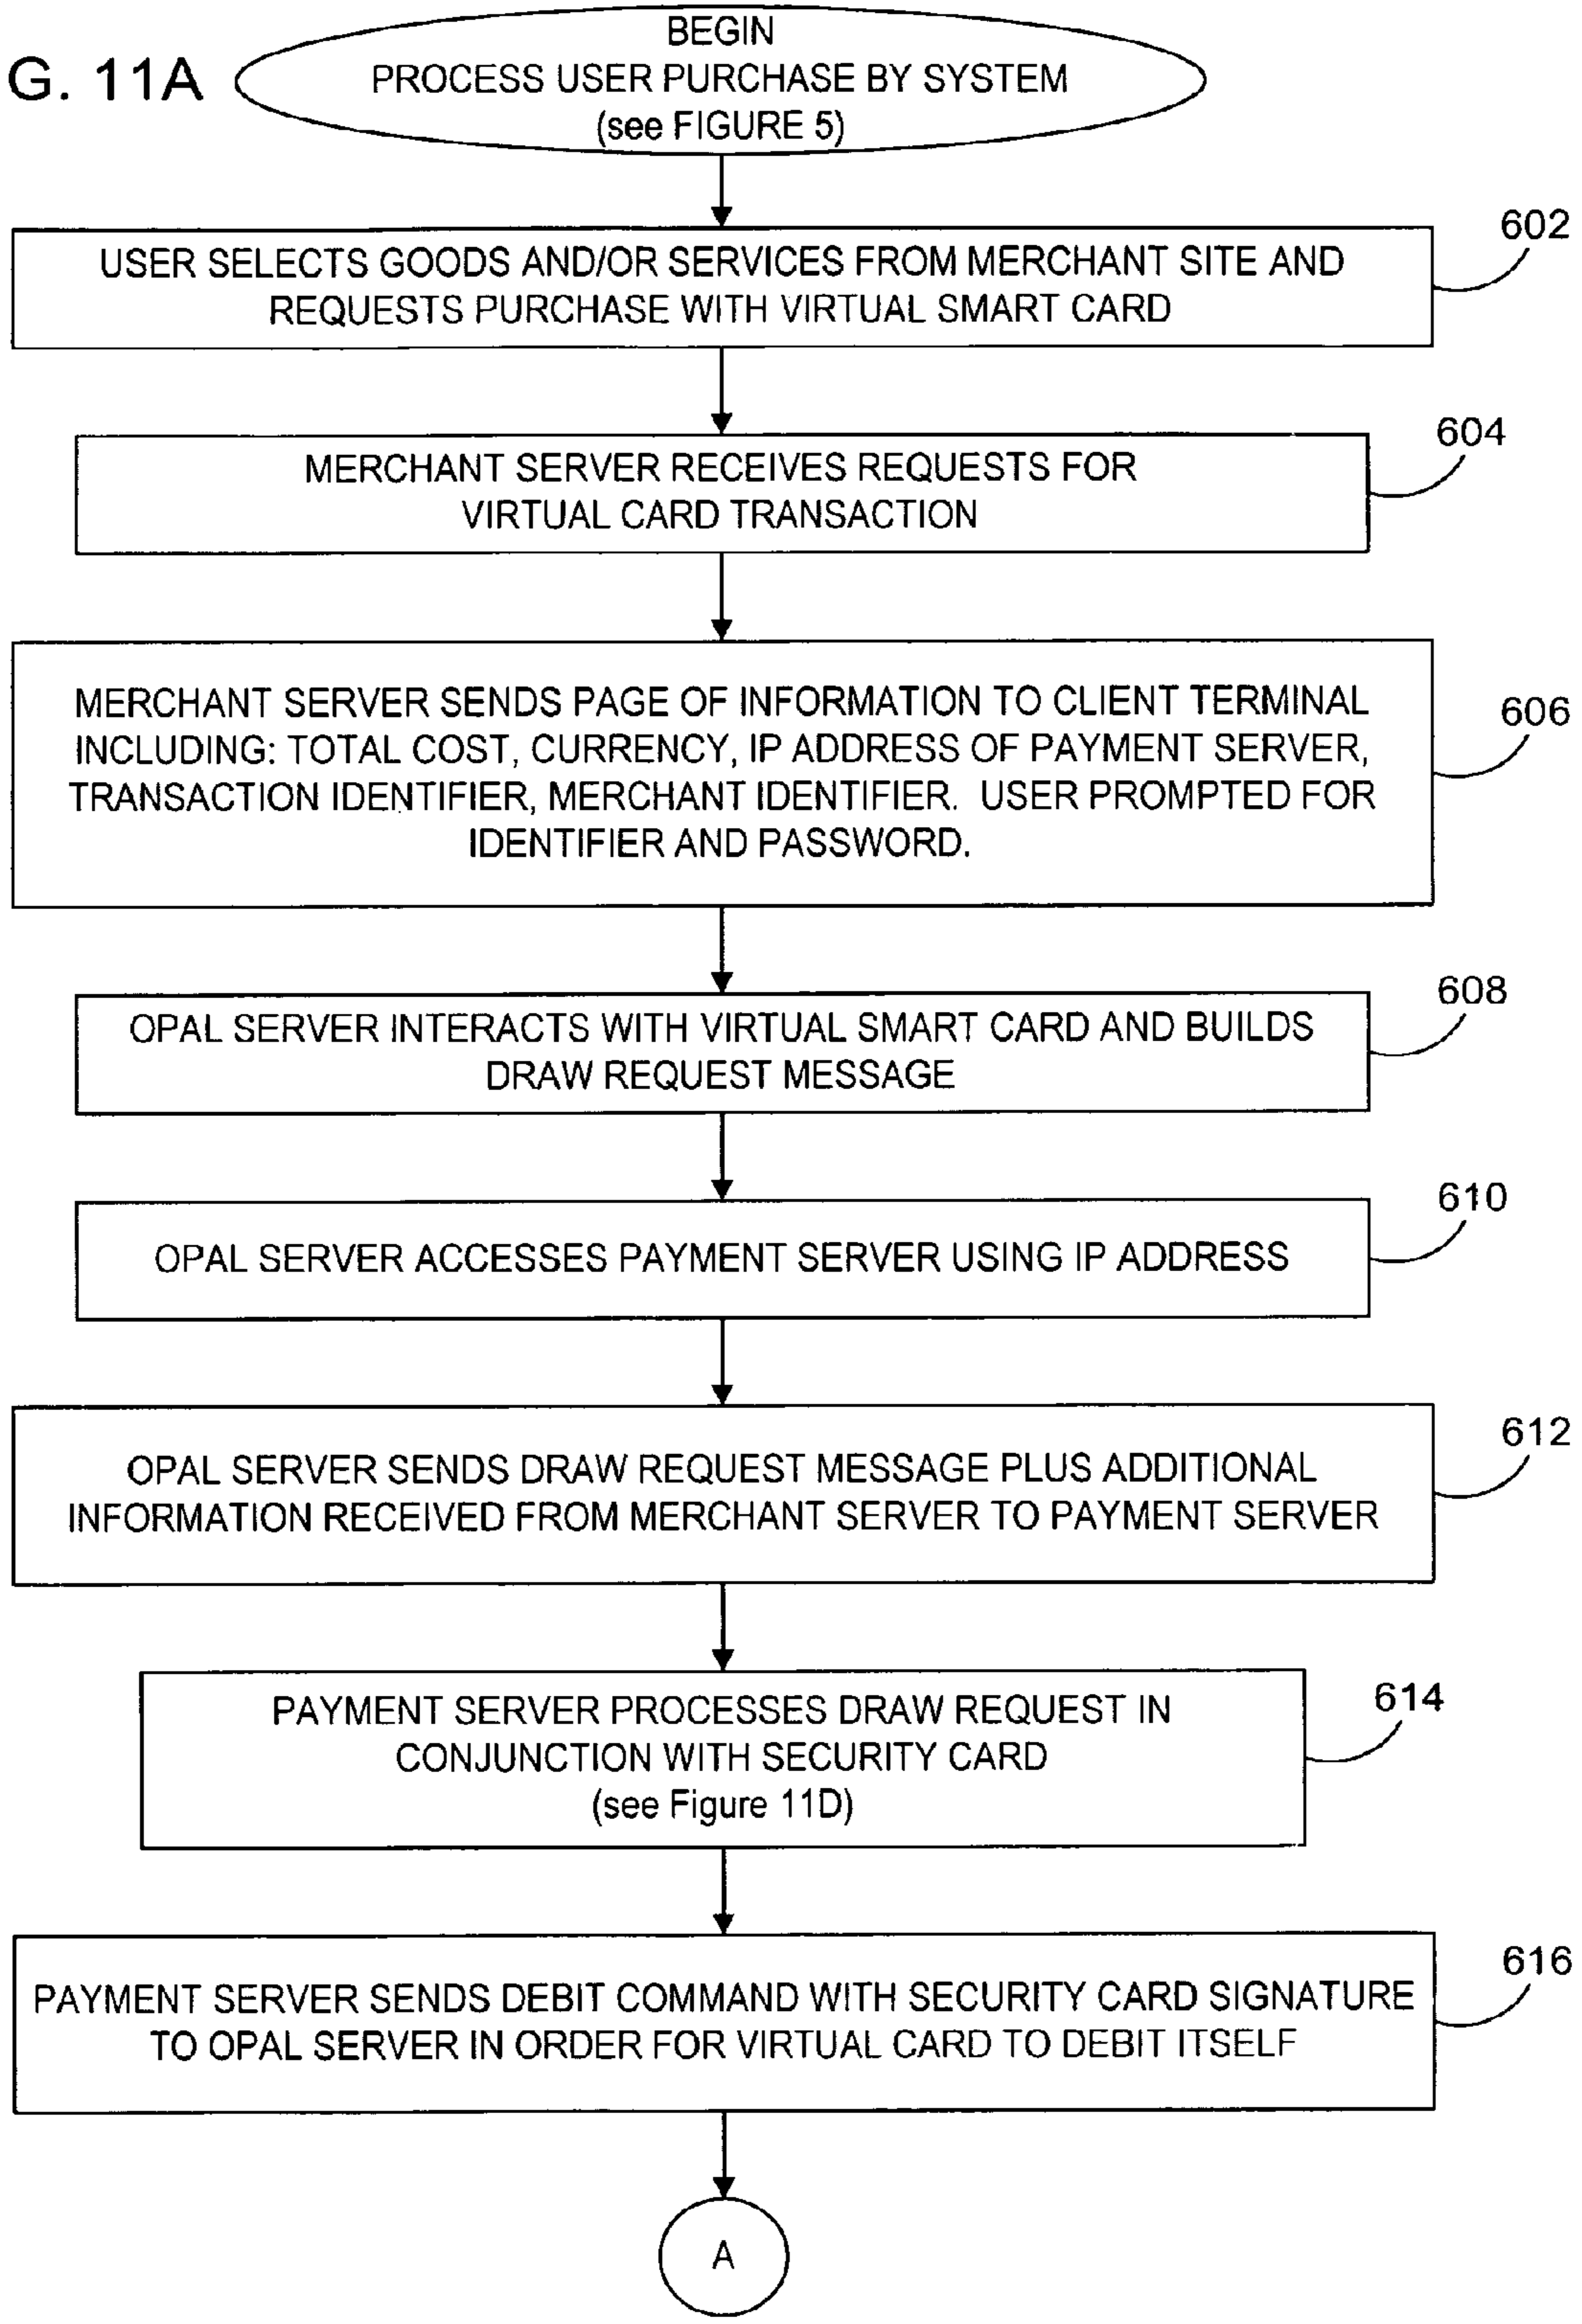 G. 11A
BEGIN
PROCESS USER PURCHASE BY SYSTEM
(see FIGURE 5)
602
USER SELECTS GOODS AND/OR SERVICES FROM MERCHANT SITE AND
REQUESTS PURCHASE WITH VIRTUAL SMART CARD
604
MERCHANT SERVER RECEIVES REQUESTS FOR
VIRTUAL CARD TRANSACTION
606
MERCHANT SERVER SENDS PAGE OF INFORMATION TO CLIENT TERMINAL
INCLUDING: TOTAL COST, CURRENCY, IP ADDRESS OF PAYMENT SERVER,
TRANSACTION IDENTIFIER, MERCHANT IDENTIFIER. USER PROMPTED FOR
IDENTIFIER AND PASSWORD.
608
OPAL SERVER INTERACTS WITH VIRTUAL SMART CARD AND BUILDS
DRAW REQUEST MESSAGE
610
OPAL SERVER ACCESSES PAYMENT SERVER USING IP ADDRESS
612
OPAL SERVER SENDS DRAW REQUEST MESSAGE PLUS ADDITIONAL
INFORMATION RECEIVED FROM MERCHANT SERVER TO PAYMENT SERVER
614
PAYMENT SERVER PROCESSES DRAW REQUEST IN
CONJUNCTION WITH SECURITY CARD
(see Figure 11D)
616
PAYMENT SERVER SENDS DEBIT COMMAND WITH SECURITY CARD SIGNATURE
TO OPAL SERVER IN ORDER FOR VIRTUAL CARD TO DEBIT ITSELF
A